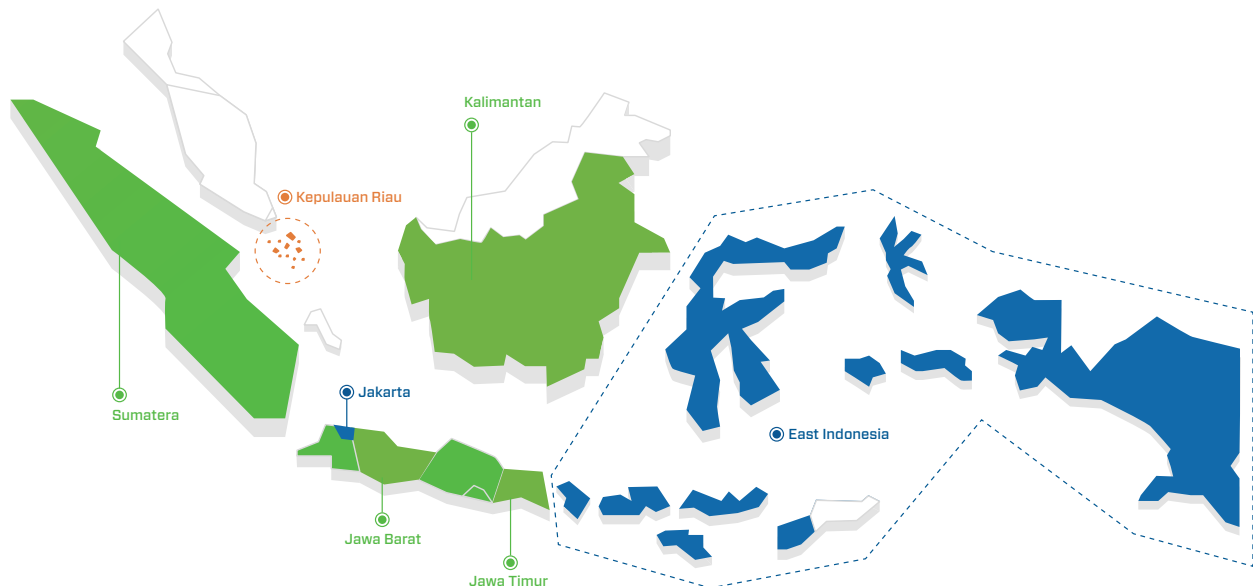 Kalimantan
Kepulauan Riau
Jakarta
Sumatera
East Indonesia
Jawa Barat
Jawa Timur